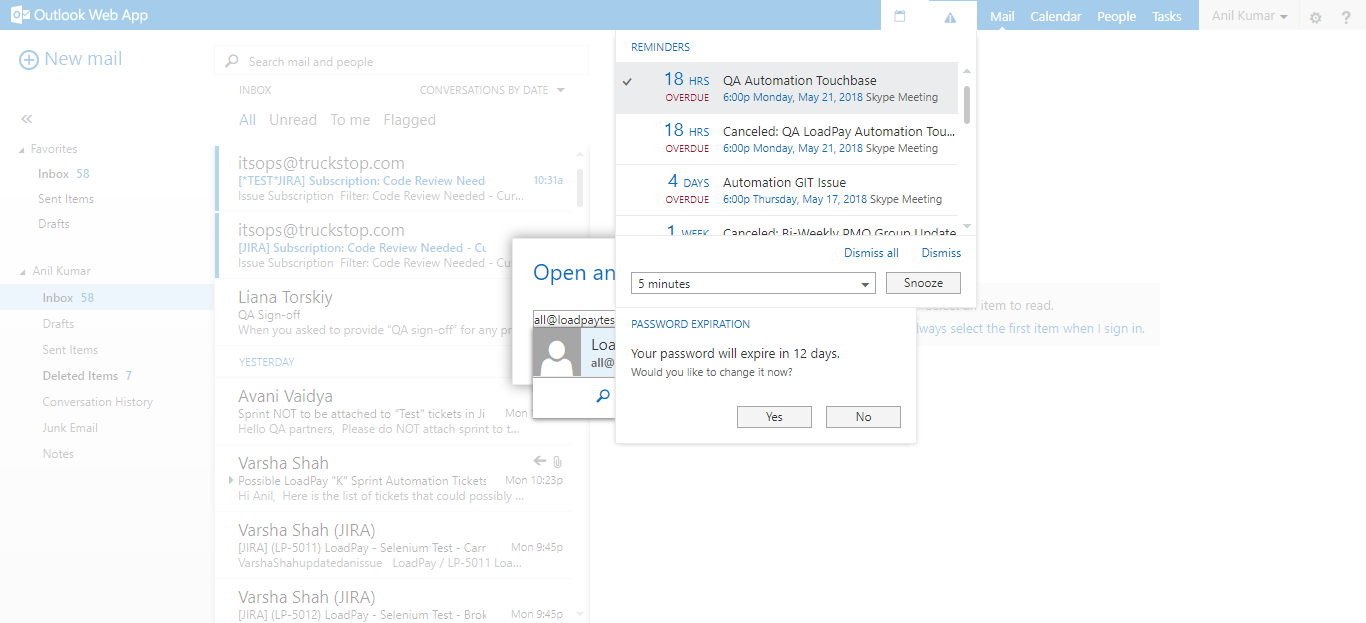 Outlook Web App
Mail Calendar People Tasks Anil Kumar ?
New mail
Favorites
Inbox 58
Sent Items
Drafts
Anil Kumar
Inbox 58
Drafts
Sent Items
Deleted Items 7
Conversation History
Junk Email
Notes
Search mail and people
INBOX CONVERSATIONS BY DATE
All Unread To me Flagged
itsops@truckstop.com
[*TEST*JIRA] Subscription: Code Review Need 10:31a
Issue Subscription Filter: Code Review Needed - Cur...
itsops@truckstop.com
[JIRA] Subscription: Code Review Needed - Cu
Issue Subscription Filter: Code Review Needed - C
Liana Torskiy
QA Sign-off
When you asked to provide "QA sign-off" for any pr
YESTERDAY
Avani Vaidya
Sprint NOT to be attached to "Test" tickets in Ji Mon
Hello QA partners, Please do NOT attach sprint to t...
Varsha Shah
Possible LoadPay "K" Sprint Automation Tickets Mon 10:23p
Hi Anil, Here is the list of tickets that could possibly ...
Varsha Shah (JIRA)
[JIRA] (LP-5011) LoadPay - Selenium Test - Carr Mon 9:45p
VarshaShahupdatedanissue LoadPay / LP-5011 Loa...
Varsha Shah (JIRA)
[JIRA] (LP-5012) LoadPay - Selenium Test - Brok Mon 9:45p
Open an
all@loadpaytes
Loa
all@
REMINDERS
18 HRS QA Automation Touchbase
OVERDUE 6:00p Monday, May 21, 2018 Skype Meeting
18 HRS Canceled: QA LoadPay Automation Tou...
OVERDUE 6:00p Monday, May 21, 2018 Skype Meeting
4 DAYS Automation GIT Issue
OVERDUE 6:00p Thursday, May 17, 2018 Skype Meeting
1 WEEK Canceled: Bi-Weekly PMO Group Update
Dismiss all Dismiss
5 minutes Snooze
PASSWORD EXPIRATION
Your password will expire in 12 days.
Would you like to change it now?
Yes No
an item to read.
lways select the first item when I sign in.